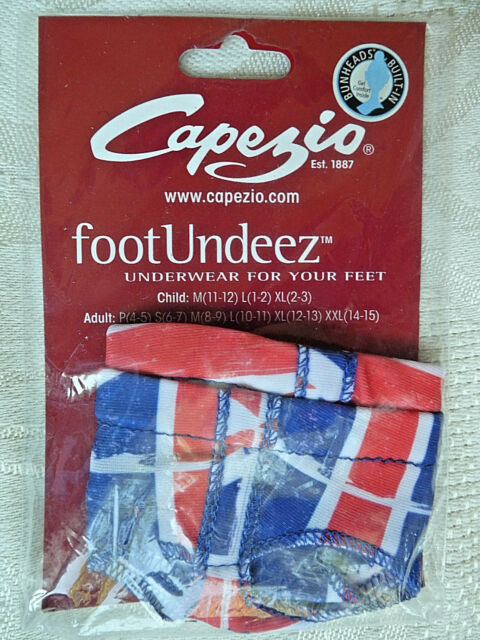 BUNHEADS® BUILT-IN
Gel
Comfort
Inside
Capezio®
Est. 1887
www.capezio.com
footUndeez™
UNDERWEAR FOR YOUR FEET
Child: M(11-12) L(1-2) XL(2-3)
Adult: P(4-5) S(6-7) M(8-9) L(10-11) XL(12-13) XXL(14-15)